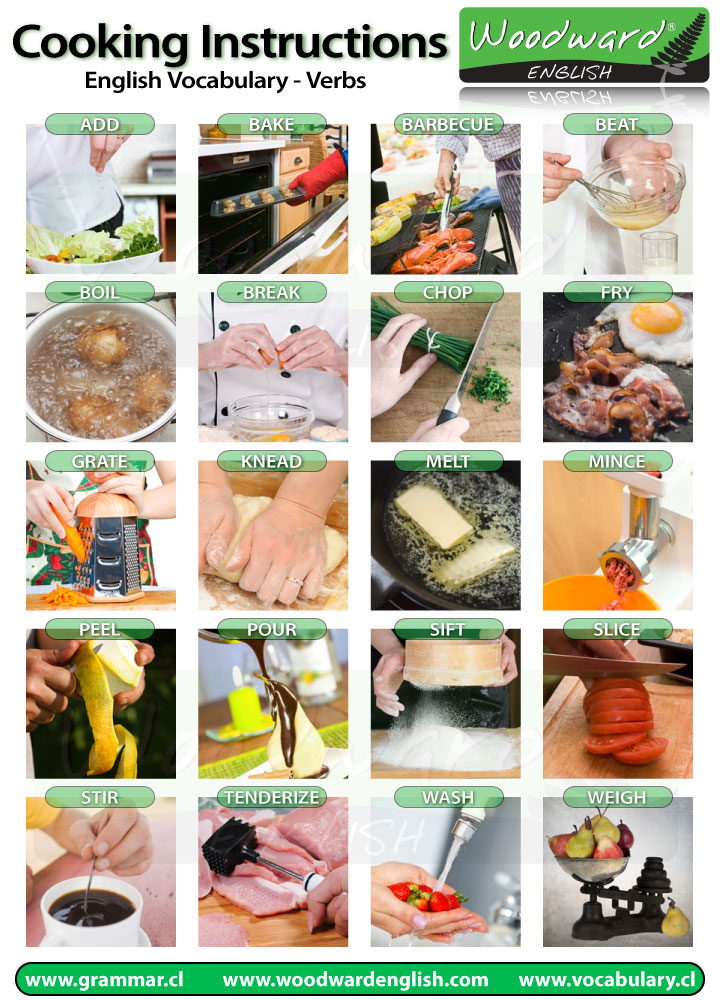 Cooking Instructions
English Vocabulary - Verbs
Woodward®
ENGLISH
ADD BAKE BARBECUE BEAT
BOIL BREAK CHOP FRY
GRATE KNEAD MELT MINCE
PEEL POUR SIFT SLICE
STIR TENDERIZE WASH WEIGH
www.grammar.cl www.woodwardenglish.com www.vocabulary.cl